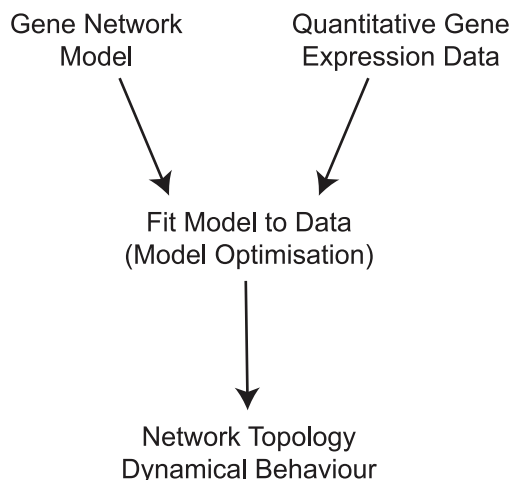 Gene Network
Model
Quantitative Gene
Expression Data
Fit Model to Data
(Model Optimisation)
Network Topology
Dynamical Behaviour